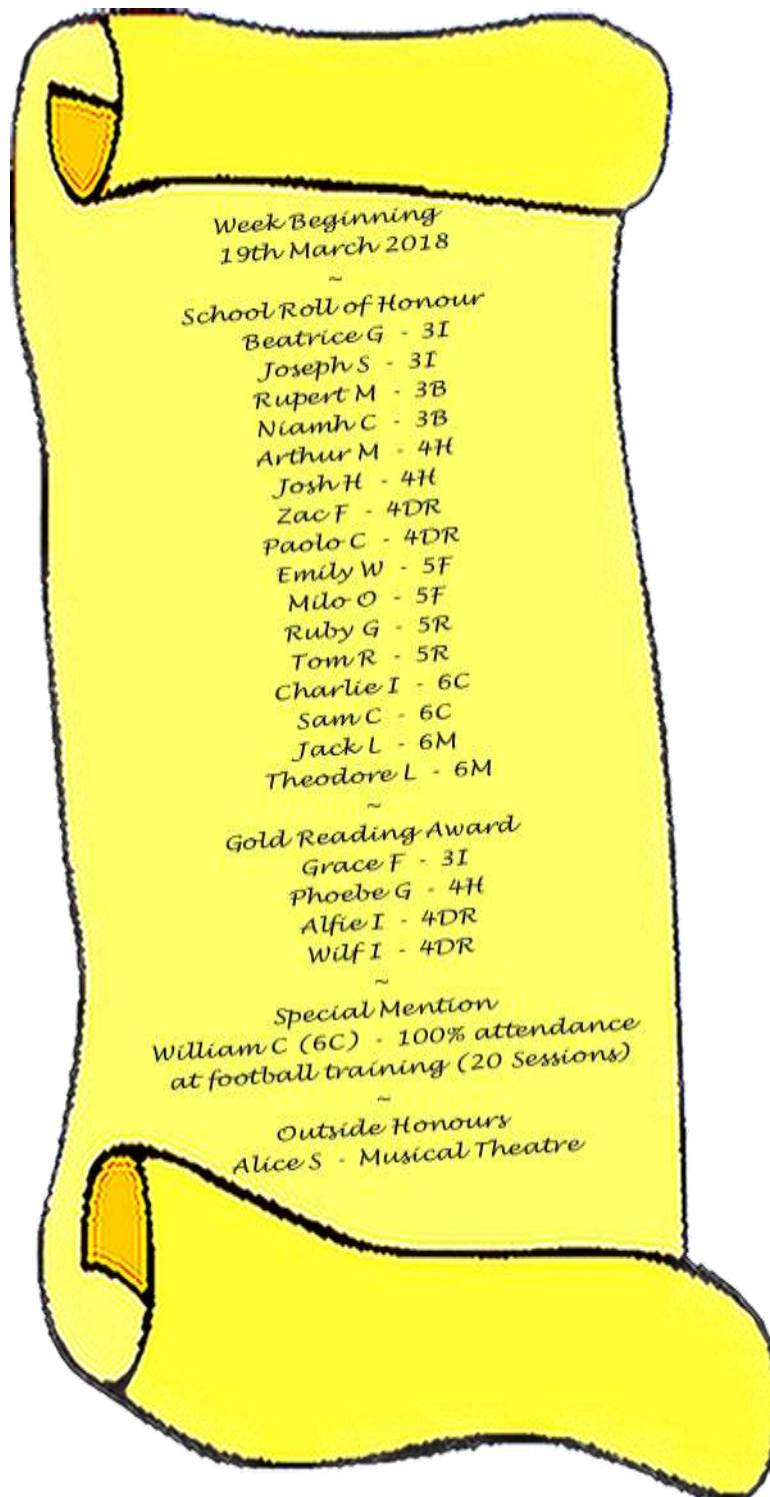 Week Beginning
19th March 2018
~
School Roll of Honour
Beatrice G - 3I
Joseph S - 3I
Rupert M - 3B
Niamh C - 3B
Arthur M - 4H
Josh H - 4H
Zac F - 4DR
Paolo C - 4DR
Emily W - 5F
Milo O - 5F
Ruby G - 5R
Tom R - 5R
Charlie I - 6C
Sam C - 6C
Jack L - 6M
Theodore L - 6M
~
Gold Reading Award
Grace F - 3I
Phoebe G - 4H
Alfie I - 4DR
Wilf I - 4DR
~
Special Mention
William C (6C) - 100% attendance
at football training (20 Sessions)
~
Outside Honours
Alice S - Musical Theatre